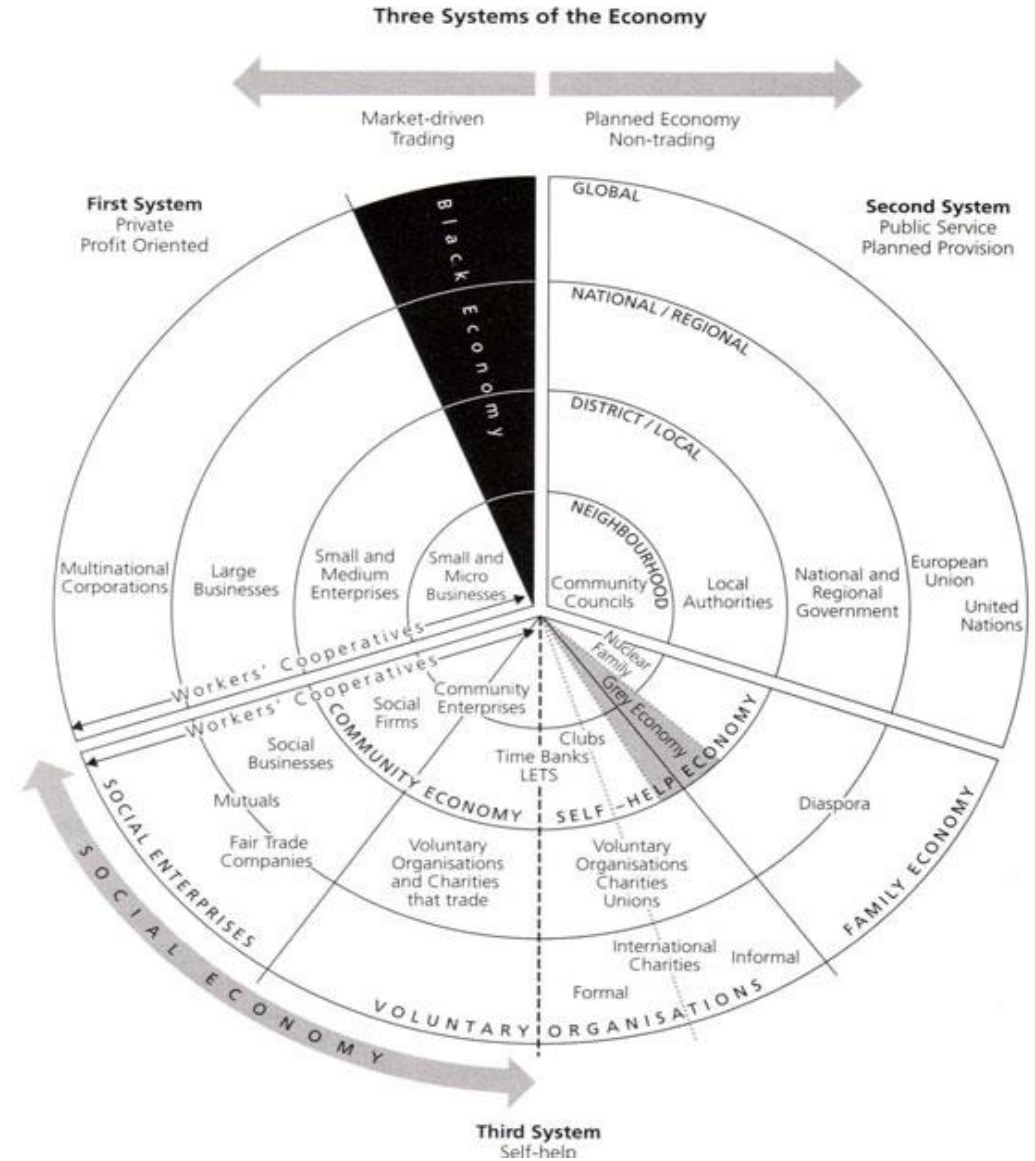 Three Systems of the Economy
Market-driven
Trading
Planned Economy
Non-trading
First System
Private
Profit Oriented
Second System
Public Service
Planned Provision
Black Economy
GLOBAL
NATIONAL / REGIONAL
DISTRICT / LOCAL
NEIGHBOURHOOD
Multinational
Corporations
Large
Businesses
Small and
Medium
Enterprises
Small and
Micro
Businesses
Community
Councils
Local
Authorities
National and
Regional
Government
European
Union
United
Nations
Workers' Cooperatives
Workers' Cooperatives
Nuclear
Family
Grey Economy
Social
Firms
Community
Enterprises
Social
Businesses
Clubs
Time Banks
LETS
COMMUNITY ECONOMY
SELF-HELP ECONOMY
Mutuals
Fair Trade
Companies
Diaspora
Voluntary
Organisations
and Charities
that trade
Voluntary
Organisations
Charities
Unions
SOCIAL ENTERPRISES
FAMILY ECONOMY
International
Charities
Informal
Formal
VOLUNTARY ORGANISATIONS
SOCIAL ECONOMY
Third System
Self-help